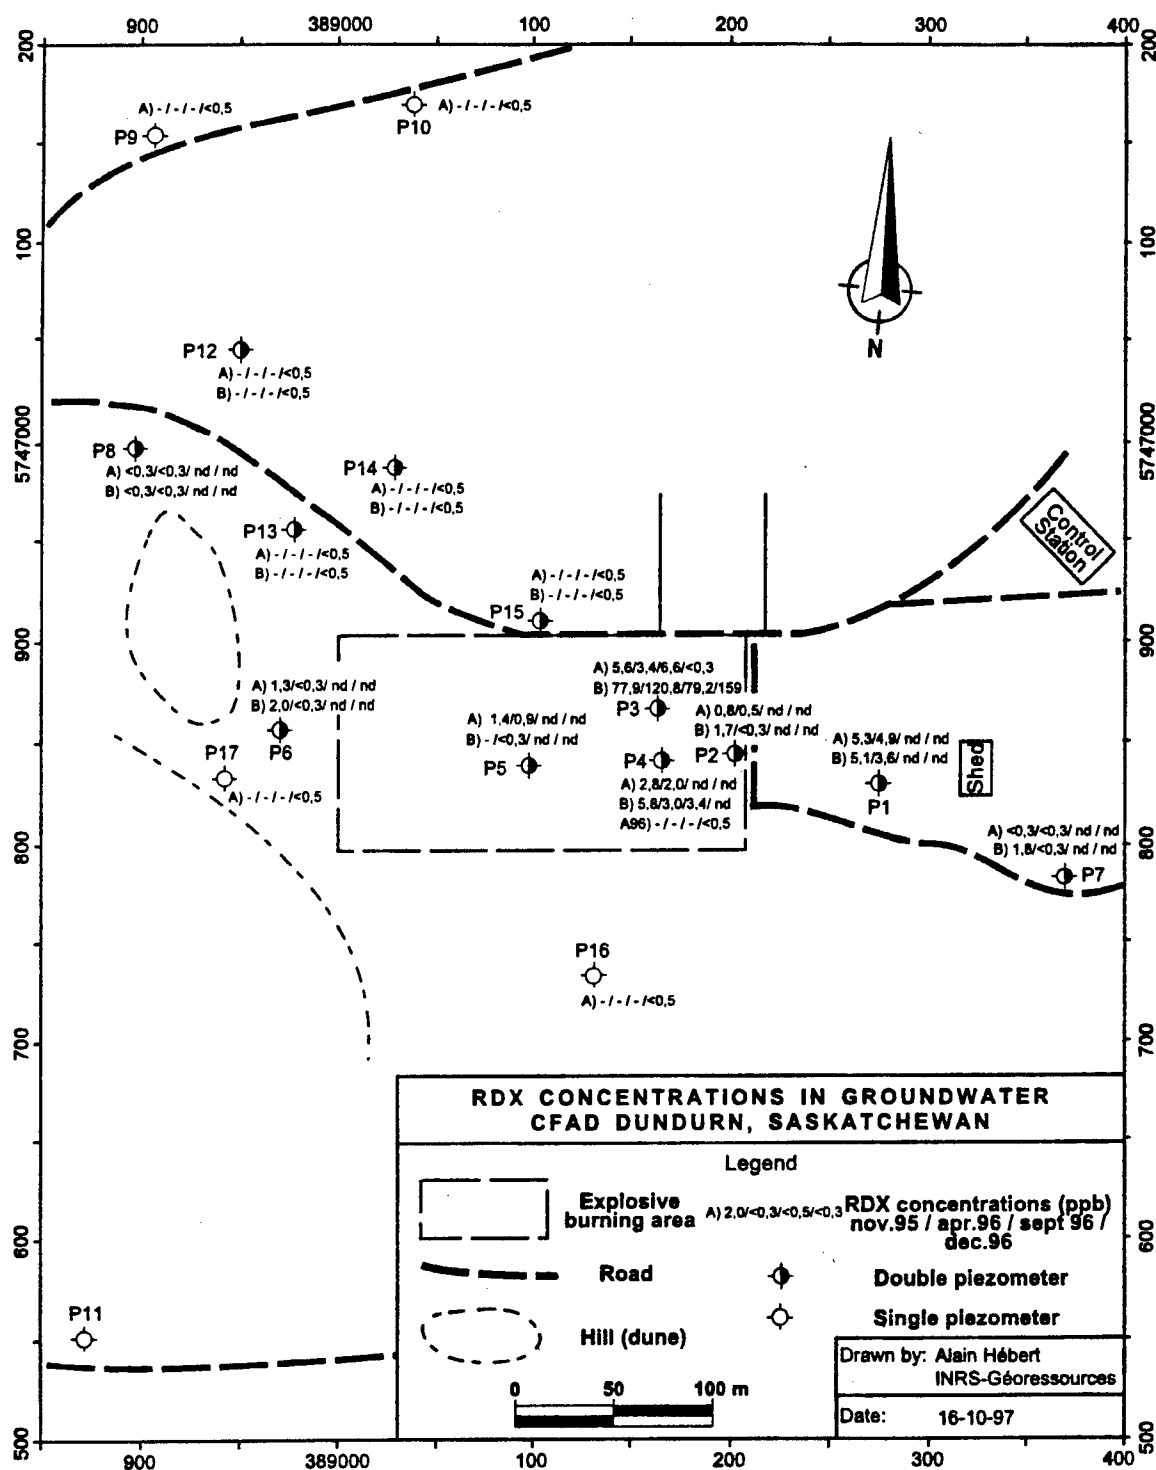 900 389000 100 200 300 400
200
200
A) - / - / - /<0,5
P9
A) - / - / - /<0,5
P10
100
100
N
P12
A) - / - / - /<0,5
B) - / - / - /<0,5
5747000
5747000
P8
A) <0,3/<0,3/ nd / nd
B) <0,3/<0,3/ nd / nd
P14
A) - / - / - /<0,5
B) - / - / - /<0,5
P13
A) - / - / - /<0,5
B) - / - / - /<0,5
Control
Station
A) - / - / - /<0,5
B) - / - / - /<0,5
P15
900
900
A) 5,6/3,4/6,6/<0,3
B) 77,9/120,8/79,2/159
P3
A) 1,3/<0,3/ nd / nd
B) 2,0/<0,3/ nd / nd
P6
A) 1,4/0,9/ nd / nd
B) - /<0,3/ nd / nd
P5
A) 0,8/0,5/ nd / nd
B) 1,7/<0,3/ nd / nd
P2
P4
A) 2,8/2,0/ nd / nd
B) 5,8/3,0/3,4/ nd
A96) - / - / - /<0,5
A) 5,3/4,9/ nd / nd
B) 5,1/3,6/ nd / nd
P1
Shed
P17
A) - / - / - /<0,5
A) <0,3/<0,3/ nd / nd
B) 1,8/<0,3/ nd / nd
P7
800
800
P16
A) - / - / - /<0,5
700
700
RDX CONCENTRATIONS IN GROUNDWATER
CFAD DUNDURN, SASKATCHEWAN
Legend
Explosive
burning area
A) 2,0/<0,3/<0,5/<0,3
RDX concentrations (ppb)
nov.95 / apr.96 / sept 96 /
dec.96
600
600
Road
Double piezometer
Hill (dune)
Single piezometer
P11
Drawn by: Alain Hébert
INRS-Géoressources
Date: 16-10-97
0 50 100 m
500
500
900 389000 100 200 300 400